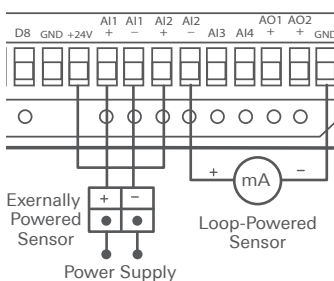 D8 GND +24V AI1 + AI1 − AI2 + AI2 − AI3 AI4 AO1 + AO2 + GND
+ mA −
+ −
Exernally
Powered
Sensor
Loop-Powered
Sensor
Power Supply